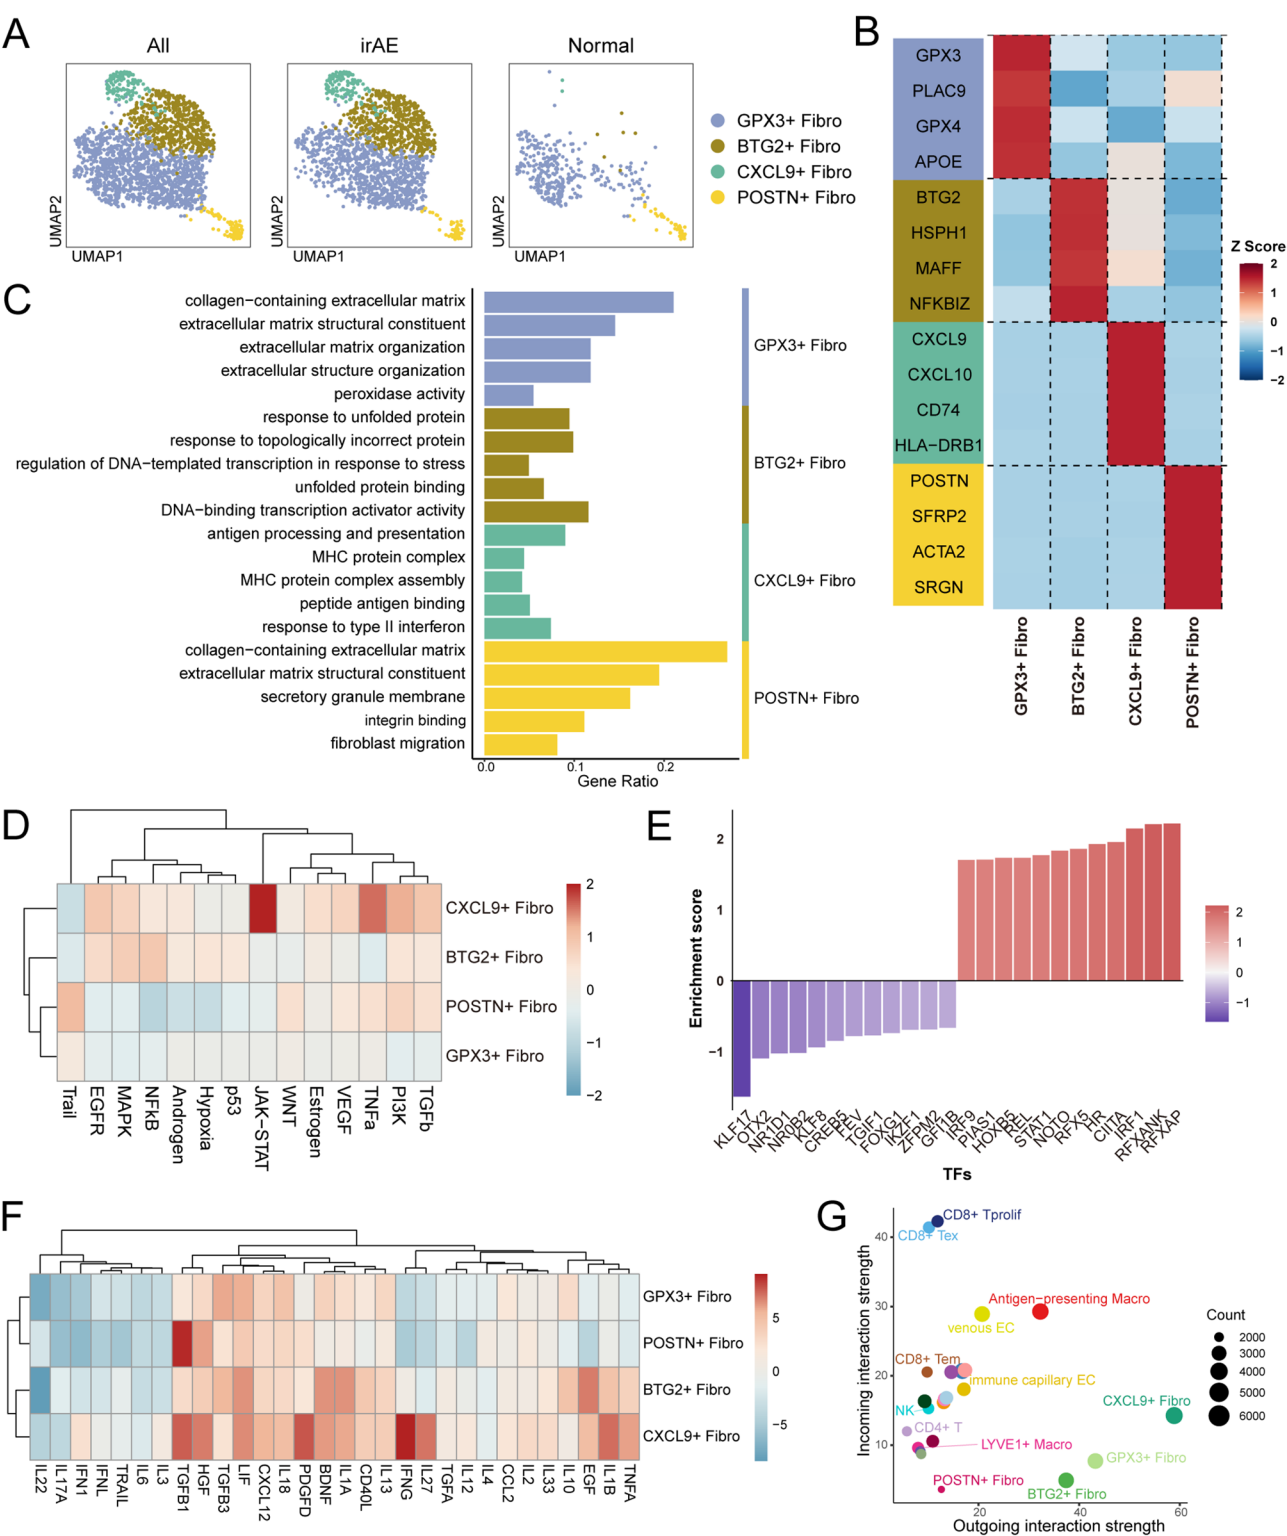 A
All
irAE
Normal
UMAP2
UMAP1
UMAP2
UMAP1
UMAP2
UMAP1
GPX3+ Fibro
BTG2+ Fibro
CXCL9+ Fibro
POSTN+ Fibro
B
GPX3
PLAC9
GPX4
APOE
BTG2
HSPH1
MAFF
NFKBIZ
CXCL9
CXCL10
CD74
HLA−DRB1
POSTN
SFRP2
ACTA2
SRGN
GPX3+ Fibro
BTG2+ Fibro
CXCL9+ Fibro
POSTN+ Fibro
Z Score
2
1
0
−1
−2
C
collagen−containing extracellular matrix
extracellular matrix structural constituent
extracellular matrix organization
extracellular structure organization
peroxidase activity
response to unfolded protein
response to topologically incorrect protein
regulation of DNA−templated transcription in response to stress
unfolded protein binding
DNA−binding transcription activator activity
antigen processing and presentation
MHC protein complex
MHC protein complex assembly
peptide antigen binding
response to type II interferon
collagen−containing extracellular matrix
extracellular matrix structural constituent
secretory granule membrane
integrin binding
fibroblast migration
GPX3+ Fibro
BTG2+ Fibro
CXCL9+ Fibro
POSTN+ Fibro
0.0 0.1 0.2
Gene Ratio
D
CXCL9+ Fibro
BTG2+ Fibro
POSTN+ Fibro
GPX3+ Fibro
Trail
EGFR
MAPK
NFkB
Androgen
Hypoxia
p53
JAK−STAT
WNT
Estrogen
VEGF
TNFa
PI3K
TGFb
2
1
0
−1
−2
E
Enrichment score
2
1
0
−1
KLF17
OTX2
NR1D1
NR0B2
KLF8
CREB5
TEV
TGIF1
FOXG1
IKZF1
ZFPM2
GFI1B
IRF9
PIAS1
HOXB5
REL
STAT1
NOTO
RFX5
HR
CIITA
IRF1
RFXANK
RFXAP
TFs
2
1
0
−1
F
GPX3+ Fibro
POSTN+ Fibro
BTG2+ Fibro
CXCL9+ Fibro
IL22
IL17A
IFN1
IFNL
TRAIL
IL6
IL3
TGFB1
HGF
TGFB3
LIF
CXCL12
IL18
PDGFD
BDNF
IL1A
CD40L
IL13
IFNG
IL27
TGFA
IL12
IL4
CCL2
IL2
IL33
IL10
EGF
IL1B
TNFA
5
0
−5
G
Incoming interaction strength
40
30
20
10
CD8+ Tprolif
CD8+ Tex
Antigen−presenting Macro
venous EC
CD8+ Tem
immune capillary EC
CXCL9+ Fibro
NK
CD4+ T
LYVE1+ Macro
GPX3+ Fibro
POSTN+ Fibro
BTG2+ Fibro
20 40 60
Outgoing interaction strength
Count
2000
3000
4000
5000
6000